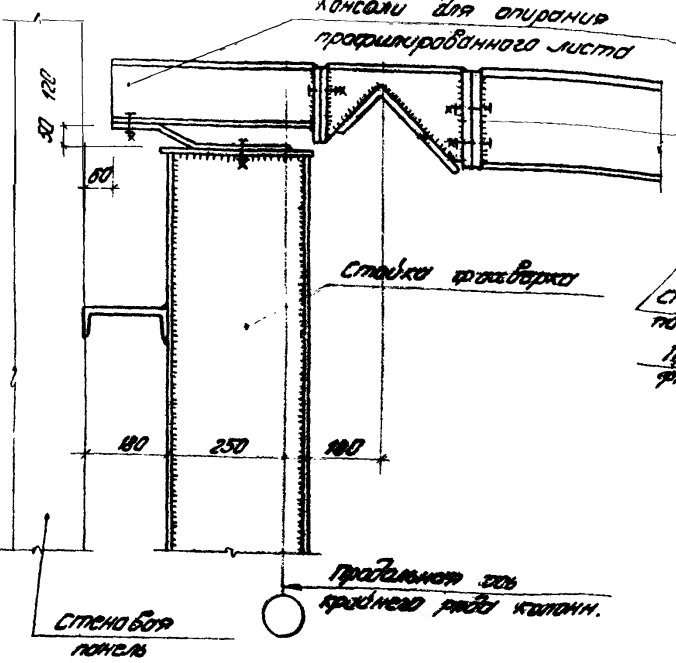 консоли для опирания
профилированного листа
120
50
60
Стойка фахверка
180 250 180
Продольная ось
крайнего ряда колонн.
Стеновая
панель